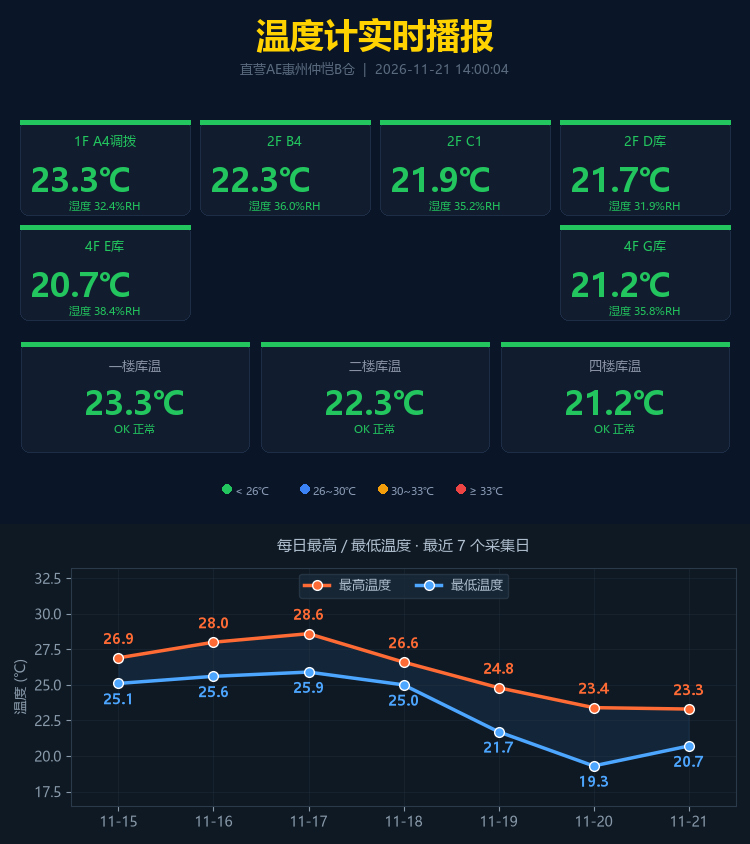 温度计实时播报
直营AE惠州仲恺B仓 | 2026-11-21 14:00:04
1F A4调拨
23.3℃
湿度 32.4%RH
2F B4
22.3℃
湿度 36.0%RH
2F C1
21.9℃
湿度 35.2%RH
2F D库
21.7℃
湿度 31.9%RH
4F E库
20.7℃
湿度 38.4%RH
4F G库
21.2℃
湿度 35.8%RH
一楼库温
23.3℃
OK 正常
二楼库温
22.3℃
OK 正常
四楼库温
21.2℃
OK 正常
< 26℃ 26~30℃ 30~33℃ ≥ 33℃
每日最高 / 最低温度 · 最近 7 个采集日
最高温度 最低温度
温度 (℃)
32.5
30.0
27.5
25.0
22.5
20.0
17.5
26.9 28.0 28.6 26.6 24.8 23.4 23.3
25.1 25.6 25.9 25.0 21.7 19.3 20.7
11-15 11-16 11-17 11-18 11-19 11-20 11-21